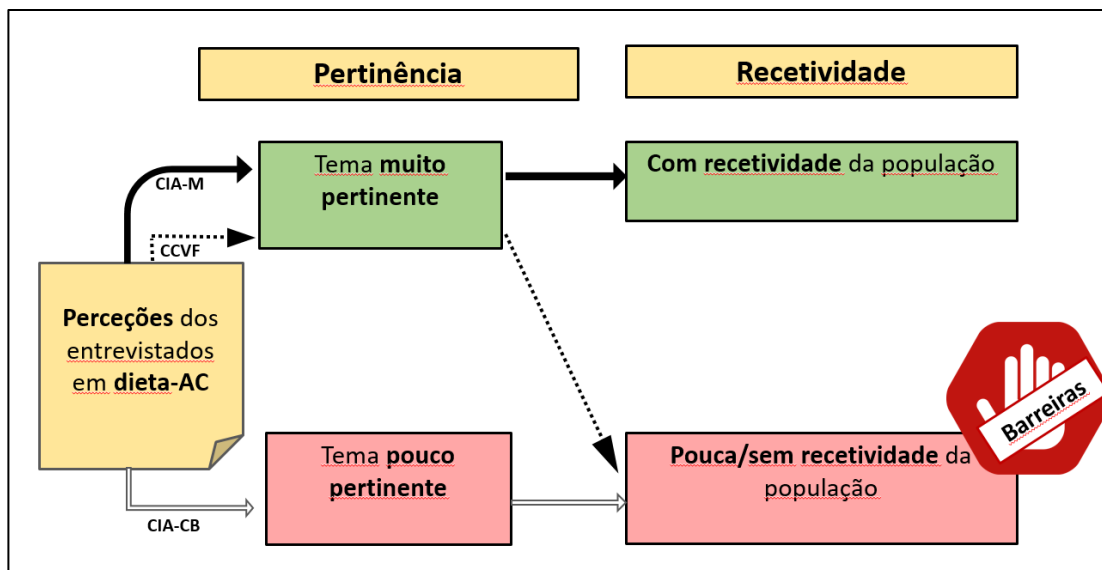 Pertinência
Recetividade
CIA-M
Tema muito
pertinente
Com recetividade da população
CCVF
Perceções dos
entrevistados
em dieta-AC
Barreiras
Tema pouco
pertinente
Pouca/sem recetividade da
população
CIA-CB